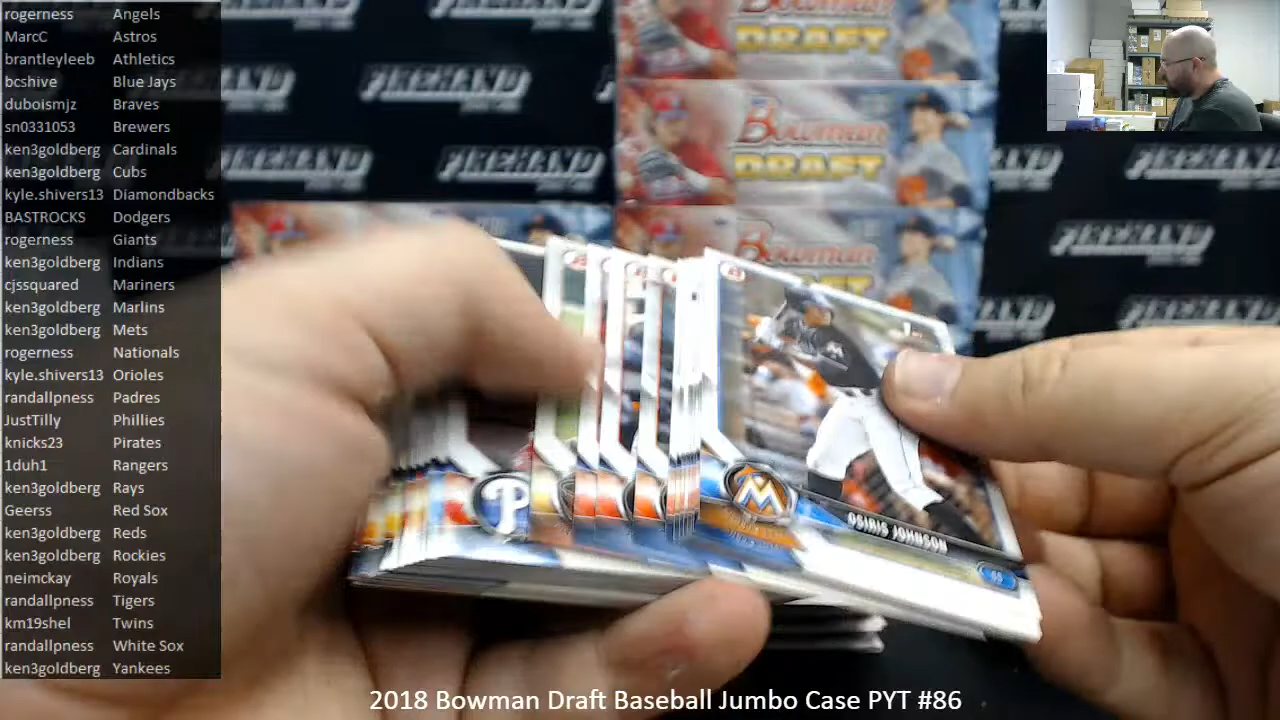 rogerness Angels
MarcC Astros
brantleyleeb Athletics
bcshive Blue Jays
duboismjz Braves
sn0331053 Brewers
ken3goldberg Cardinals
ken3goldberg Cubs
kyle.shivers13 Diamondbacks
BASTROCKS Dodgers
rogerness Giants
ken3goldberg Indians
cjssquared Mariners
ken3goldberg Marlins
ken3goldberg Mets
rogerness Nationals
kyle.shivers13 Orioles
randallpness Padres
JustTilly Phillies
knicks23 Pirates
1duh1 Rangers
ken3goldberg Rays
Geerss Red Sox
ken3goldberg Reds
ken3goldberg Rockies
neimckay Royals
randallpness Tigers
km19shel Twins
randallpness White Sox
ken3goldberg Yankees
Bowman
DRAFT
Bowman
DRAFT
Bowman
FIREHAND
FIREHAND
FIREHAND
FIREHAND
P
M
OSIRIS JOHNSON
2018 Bowman Draft Baseball Jumbo Case PYT #86